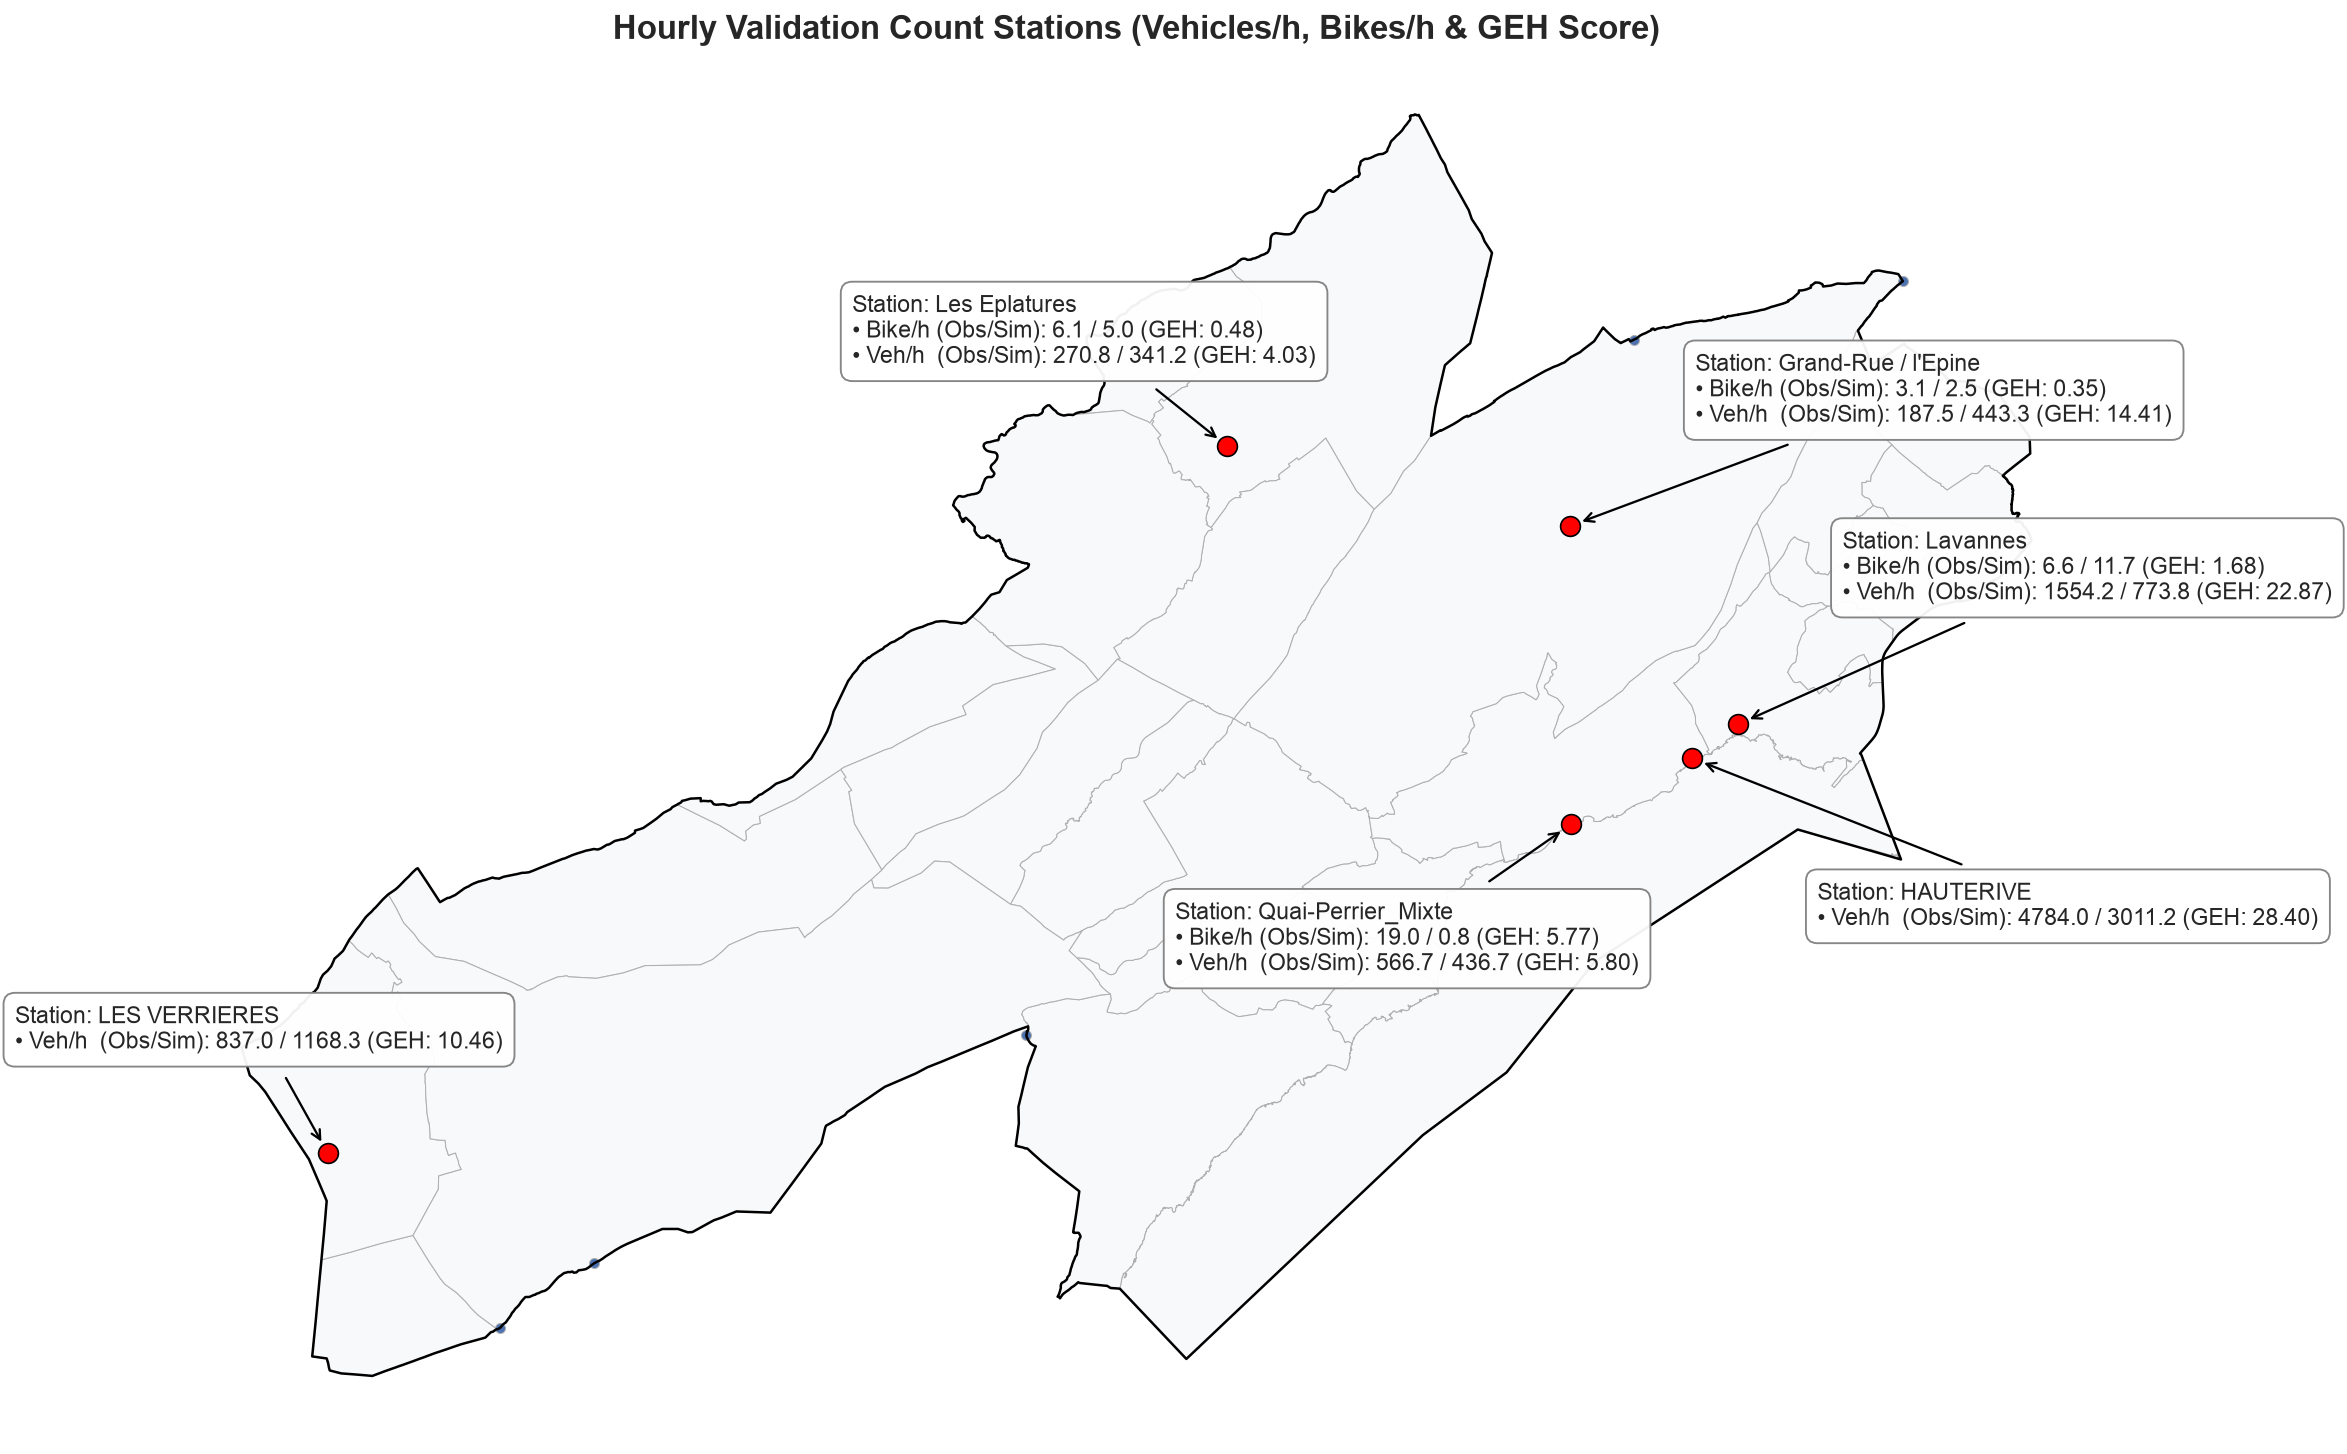 Hourly Validation Count Stations (Vehicles/h, Bikes/h & GEH Score)
Station: Les Eplatures
• Bike/h (Obs/Sim): 6.1 / 5.0 (GEH: 0.48)
• Veh/h  (Obs/Sim): 270.8 / 341.2 (GEH: 4.03)
Station: Grand-Rue / l'Epine
• Bike/h (Obs/Sim): 3.1 / 2.5 (GEH: 0.35)
• Veh/h  (Obs/Sim): 187.5 / 443.3 (GEH: 14.41)
Station: Lavannes
• Bike/h (Obs/Sim): 6.6 / 11.7 (GEH: 1.68)
• Veh/h  (Obs/Sim): 1554.2 / 773.8 (GEH: 22.87)
Station: HAUTERIVE
• Veh/h  (Obs/Sim): 4784.0 / 3011.2 (GEH: 28.40)
Station: Quai-Perrier_Mixte
• Bike/h (Obs/Sim): 19.0 / 0.8 (GEH: 5.77)
• Veh/h  (Obs/Sim): 566.7 / 436.7 (GEH: 5.80)
Station: LES VERRIERES
• Veh/h  (Obs/Sim): 837.0 / 1168.3 (GEH: 10.46)